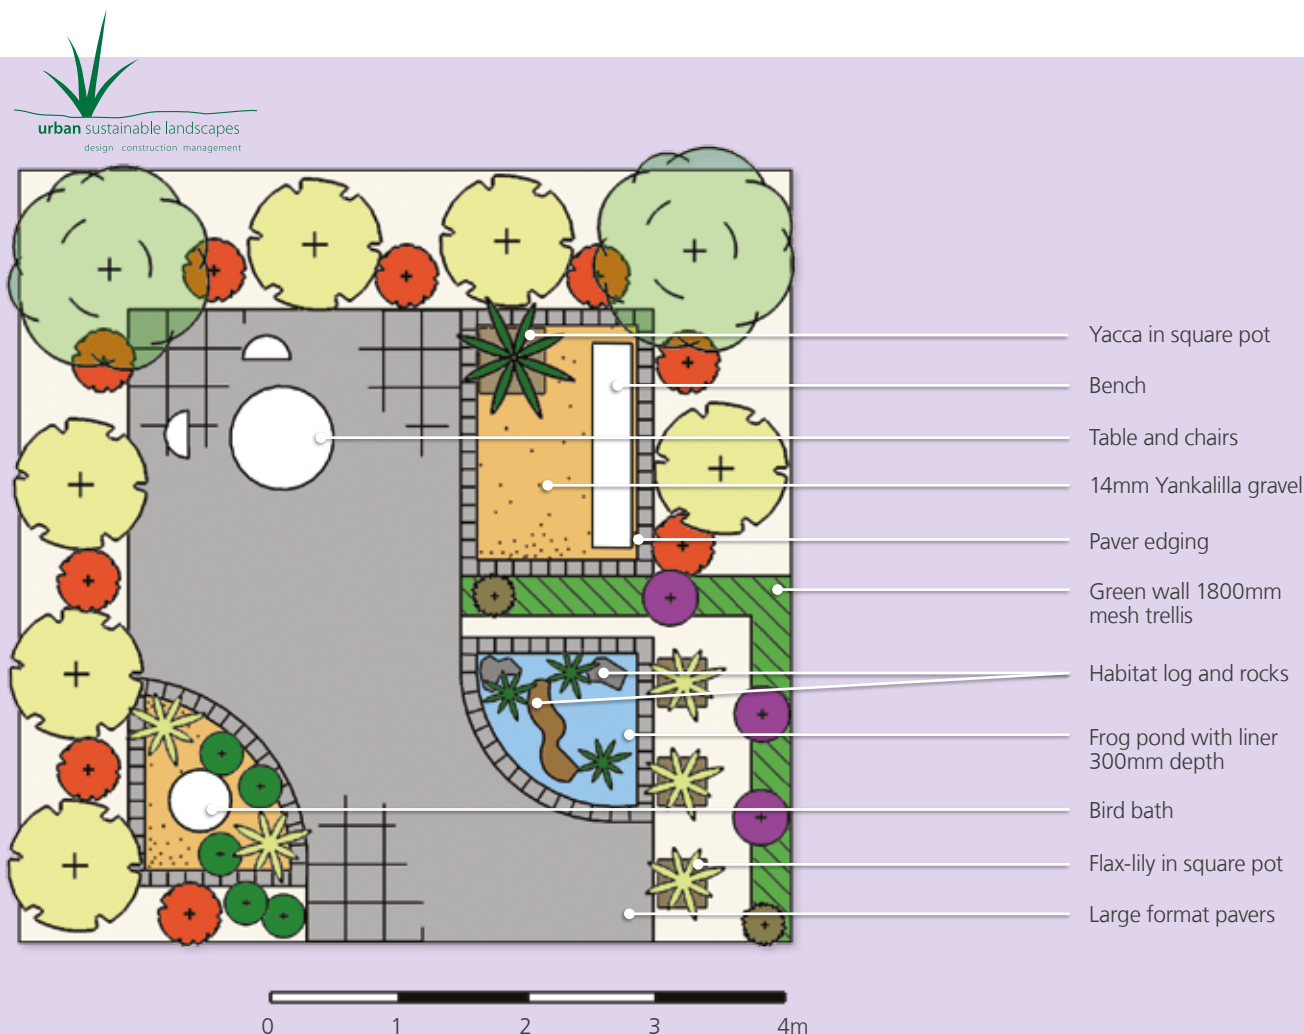 urban sustainable landscapes
design construction management
Yacca in square pot
Bench
Table and chairs
14mm Yankalilla gravel
Paver edging
Green wall 1800mm
mesh trellis
Habitat log and rocks
Frog pond with liner
300mm depth
Bird bath
Flax-lily in square pot
Large format pavers
0 1 2 3 4m